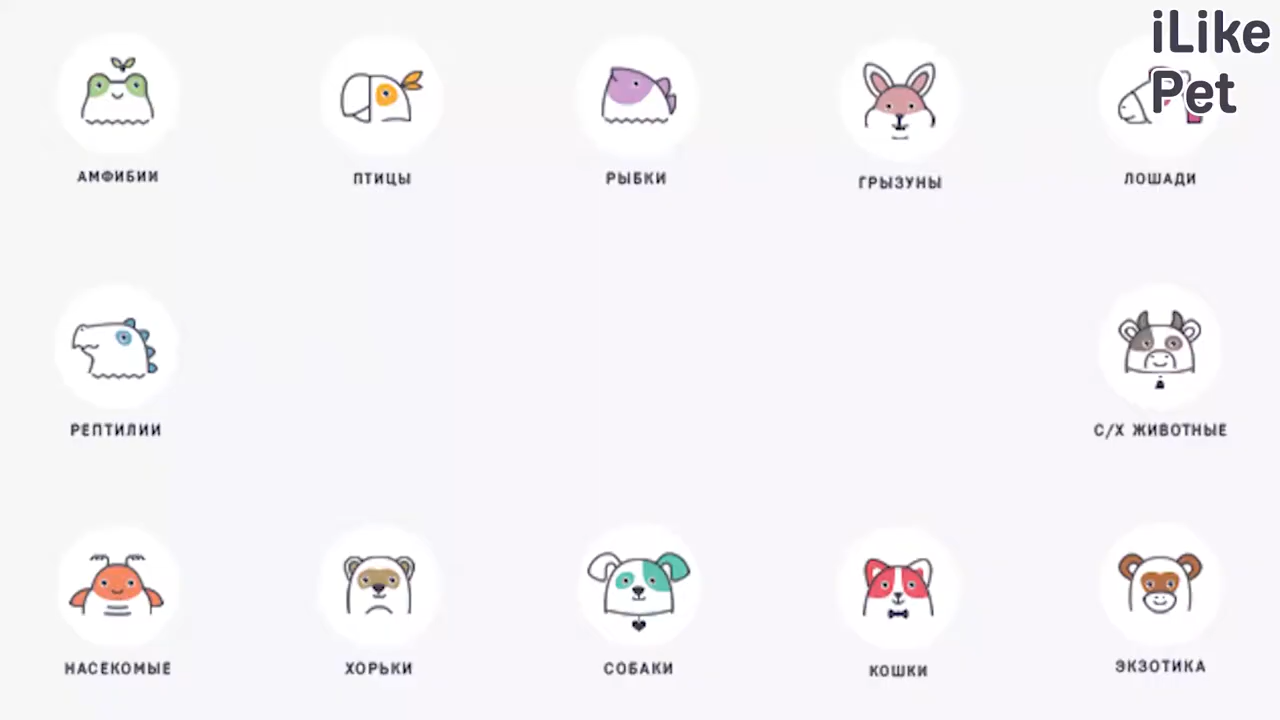 iLike
Pet
АМФИБИИ
ПТИЦЫ
РЫБКИ
ГРЫЗУНЫ
ЛОШАДИ
РЕПТИЛИИ
С/Х ЖИВОТНЫЕ
НАСЕКОМЫЕ
ХОРЬКИ
СОБАКИ
КОШКИ
ЭКЗОТИКА